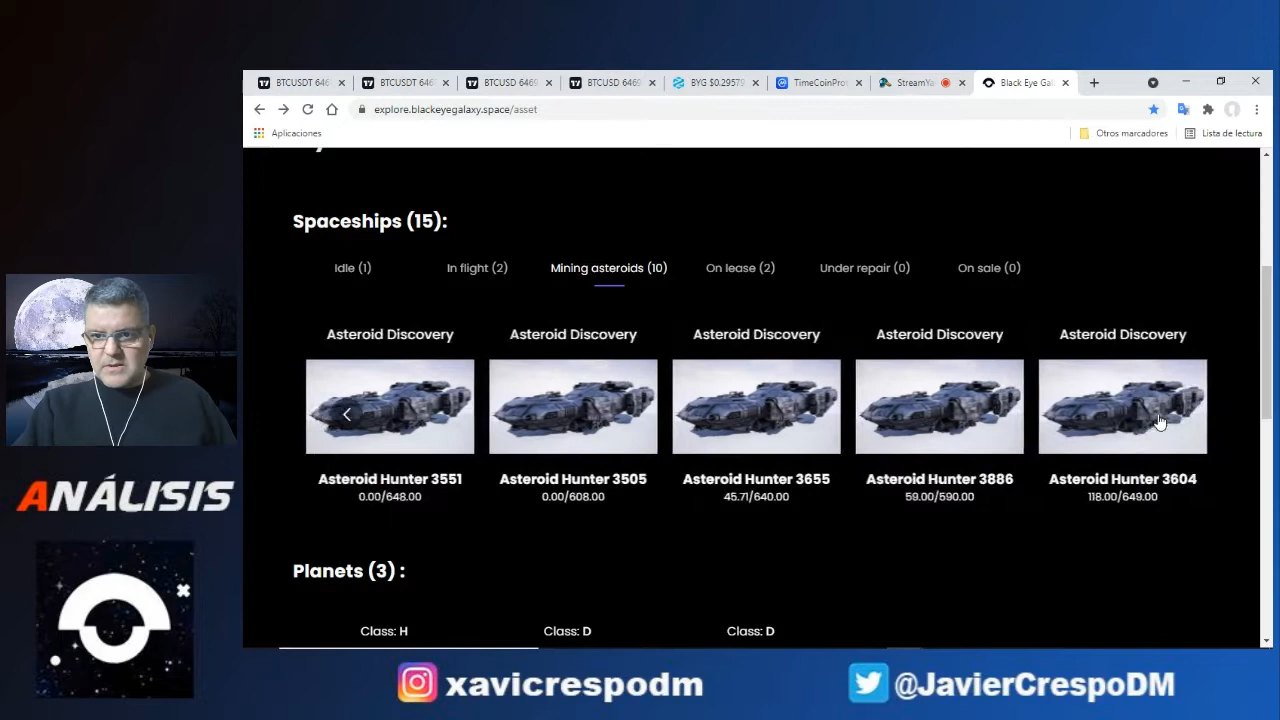 BTCUSDT 646
BTCUSDT 646
BTCUSD 6469
BTCUSD 6469
BYG $0.29579
TimeCoinPro
StreamYa
Black Eye Gal
explore.blackeyegalaxy.space/asset
Aplicaciones
Otros marcadores
Lista de lectura
Spaceships (15):
Idle (1)
In flight (2)
Mining asteroids (10)
On lease (2)
Under repair (0)
On sale (0)
Asteroid Discovery
Asteroid Discovery
Asteroid Discovery
Asteroid Discovery
Asteroid Discovery
Asteroid Hunter 3551
0.00/648.00
Asteroid Hunter 3505
0.00/608.00
Asteroid Hunter 3655
45.71/640.00
Asteroid Hunter 3886
59.00/590.00
Asteroid Hunter 3604
118.00/649.00
Planets (3) :
Class: H
Class: D
Class: D
ANÁLISIS
xavicrespodm
@JavierCrespoDM